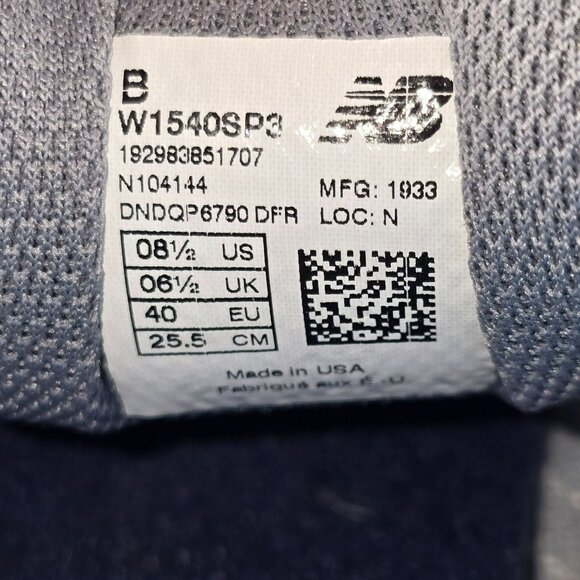 B
NB
W1540SP3
192983851707
N104144 MFG: 1933
DNDQP6790 DFR LOC: N
08½ US
06½ UK
40 EU
25.5 CM
Made in USA
Fabriqué aux É.-U